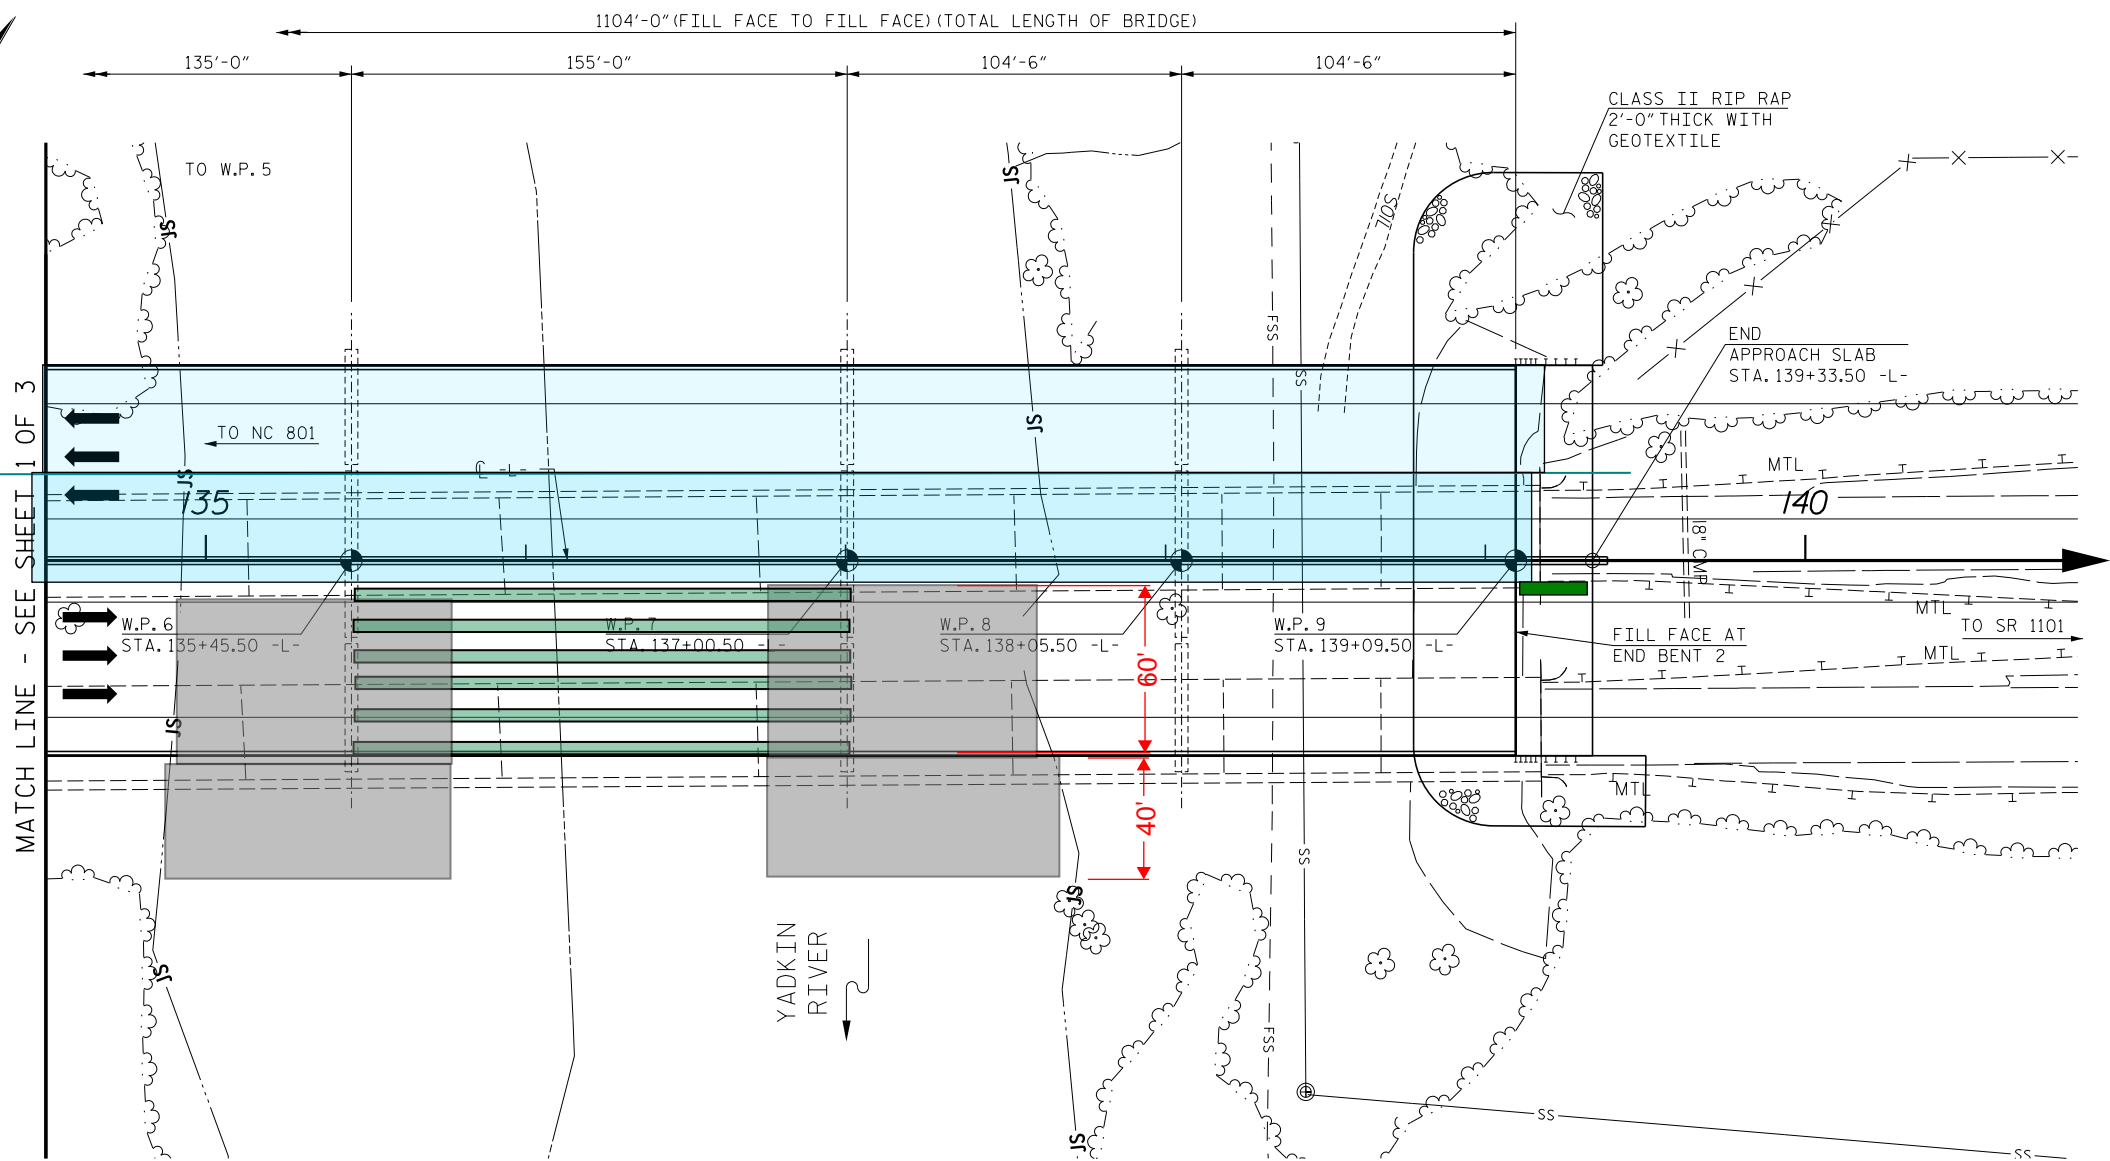 1104'-0" (FILL FACE TO FILL FACE) (TOTAL LENGTH OF BRIDGE)
135'-0"
155'-0"
104'-6"
104'-6"
CLASS II RIP RAP
2'-0" THICK WITH
GEOTEXTILE
TO W.P. 5
JS
JS
SOIL
FSS
SS
END
APPROACH SLAB
STA. 139+33.50 -L-
MATCH LINE - SEE SHEET 1 OF 3
TO NC 801
JS
JS
℄ -L-
135
MTL
140
18" CMP
W.P. 6
STA. 135+45.50 -L-
W.P. 7
STA. 137+00.50 -L-
W.P. 8
STA. 138+05.50 -L-
W.P. 9
STA. 139+09.50 -L-
60'
MTL
TO SR 1101
FILL FACE AT
END BENT 2
MTL
JS
MTL
40'
SS
JS
YADKIN
RIVER
JS
FSS
JS
SS
SS